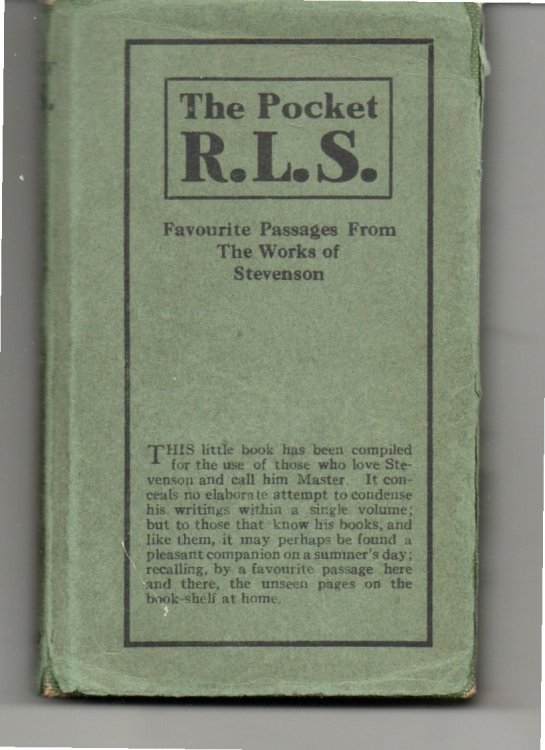 The Pocket
R.L.S.
Favourite Passages From
The Works of
Stevenson
THIS little book has been compiled
for the use of those who love Ste-
venson and call him Master. It con-
ceals no elaborate attempt to condense
his writings within a single volume;
but to those that know his books, and
like them, it may perhaps be found a
pleasant companion on a summer's day;
recalling, by a favourite passage here
and there, the unseen pages on the
book-shelf at home.